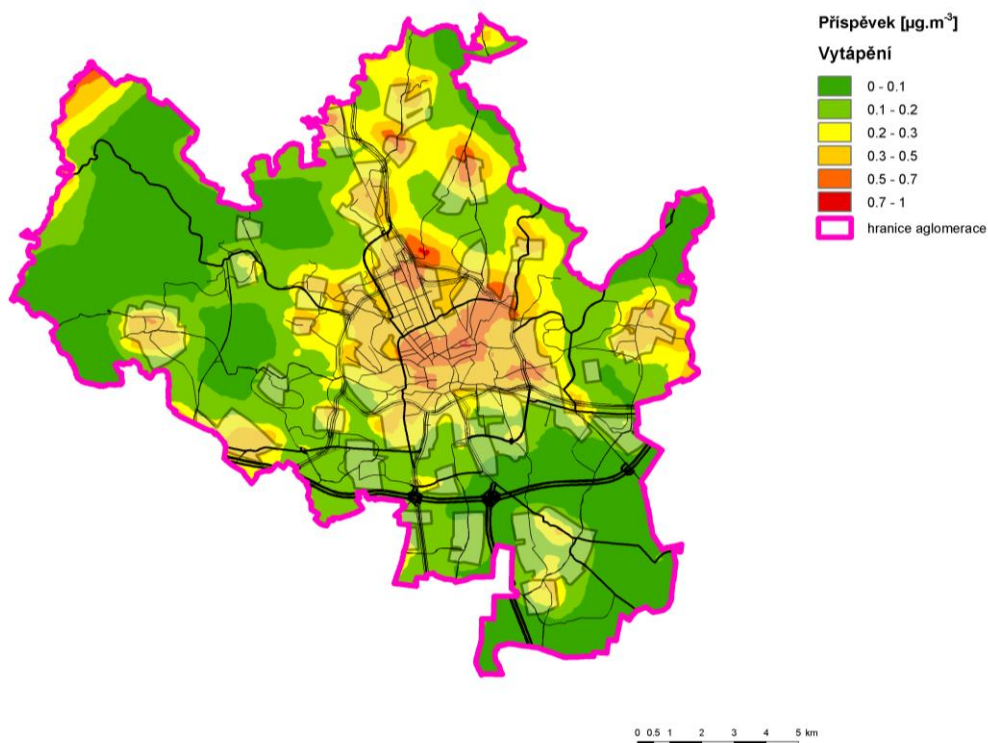 Příspěvek [µg.m⁻³]
Vytápění
0 - 0.1
0.1 - 0.2
0.2 - 0.3
0.3 - 0.5
0.5 - 0.7
0.7 - 1
hranice aglomerace
0 0.5 1 2 3 4 5 km